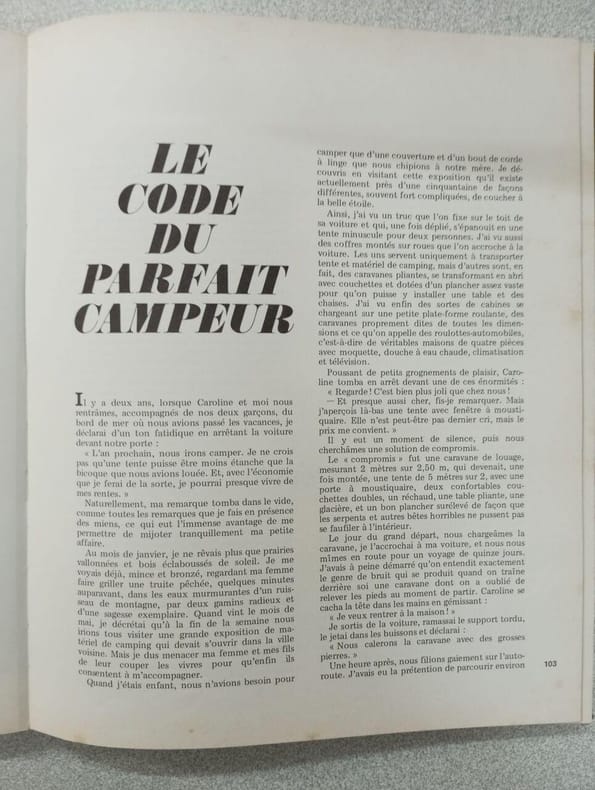 LE
CODE
DU
PARFAIT
CAMPEUR
Il y a deux ans, lorsque Caroline et moi nous
rentrâmes, accompagnés de nos deux garçons, du
bord de mer où nous avions passé les vacances, je
déclarai d'un ton fatidique en arrêtant la voiture
devant notre porte :
« L'an prochain, nous irons camper. Je ne crois
pas qu'une tente puisse être moins étanche que la
bicoque que nous avions louée. Et, avec l'économie
que je ferai de la sorte, je pourrai presque vivre de
mes rentes. »
Naturellement, ma remarque tomba dans le vide,
comme toutes les remarques que je fais en présence
des miens, ce qui eut l'immense avantage de me
permettre de mijoter tranquillement ma petite
affaire.
Au mois de janvier, je ne rêvais plus que prairies
vallonnées et bois éclaboussés de soleil. Je me
voyais déjà, mince et bronzé, regardant ma femme
faire griller une truite pêchée, quelques minutes
auparavant, dans les eaux murmurantes d'un ruis-
seau de montagne, par deux gamins radieux et
d'une sagesse exemplaire. Quand vint le mois de
mai, je décrétai qu'à la fin de la semaine nous
irions tous visiter une grande exposition de ma-
tériel de camping qui devait s'ouvrir dans la ville
voisine. Mais je dus menacer ma femme et mes fils
de leur couper les vivres pour qu'enfin ils
consentent à m'accompagner.
Quand j'étais enfant, nous n'avions besoin pour
camper que d'une couverture et d'un bout de corde
à linge que nous chipions à notre mère. Je dé-
couvris en visitant cette exposition qu'il existe
actuellement près d'une cinquantaine de façons
différentes, souvent fort compliquées, de coucher à
la belle étoile.
Ainsi, j'ai vu un truc que l'on fixe sur le toit de
sa voiture et qui, une fois déplié, s'épanouit en une
tente minuscule pour deux personnes. J'ai vu aussi
des coffres montés sur roues que l'on accroche à la
voiture. Les uns servent uniquement à transporter
tente et matériel de camping, mais d'autres sont, en
fait, des caravanes pliantes, se transformant en abri
avec couchettes et dotées d'un plancher assez vaste
pour qu'on puisse y installer une table et des
chaises. J'ai vu enfin des sortes de cabines se
chargeant sur une petite plate-forme roulante, des
caravanes proprement dites de toutes les dimen-
sions et ce qu'on appelle des roulottes-automobiles,
c'est-à-dire de véritables maisons de quatre pièces
avec moquette, douche à eau chaude, climatisation
et télévision.
Poussant de petits grognements de plaisir, Caro-
line tomba en arrêt devant une de ces énormités :
« Regarde ! C'est bien plus joli que chez nous !
— Et presque aussi cher, fis-je remarquer. Mais
j'aperçois là-bas une tente avec fenêtre à mousti-
quaire. Elle n'est peut-être pas dernier cri, mais le
prix me convient. »
Il y eut un moment de silence, puis nous
cherchâmes une solution de compromis.
Le « compromis » fut une caravane de louage,
mesurant 2 mètres sur 2,50 m, qui devenait, une
fois montée, une tente de 5 mètres sur 2, avec une
porte à moustiquaire, deux confortables cou-
chettes doubles, un réchaud, une table pliante, une
glacière, et un bon plancher surélevé de façon que
les serpents et autres bêtes horribles ne pussent pas
se faufiler à l'intérieur.
Le jour du grand départ, nous chargeâmes la
caravane, je l'accrochai à ma voiture, et nous nous
mîmes en route pour un voyage de quinze jours.
J'avais à peine démarré qu'on entendit exactement
le genre de bruit qui se produit quand on traîne
derrière soi une caravane dont on a oublié de
relever les pieds au moment de partir. Caroline se
cacha la tête dans les mains en gémissant :
« Je veux rentrer à la maison ! »
Je sortis de la voiture, ramassai le support tordu,
le jetai dans les buissons et déclarai :
« Nous calerons la caravane avec des grosses
pierres. »
Une heure après, nous filions gaiement sur l'auto-
route. J'avais eu la prétention de parcourir environ
103